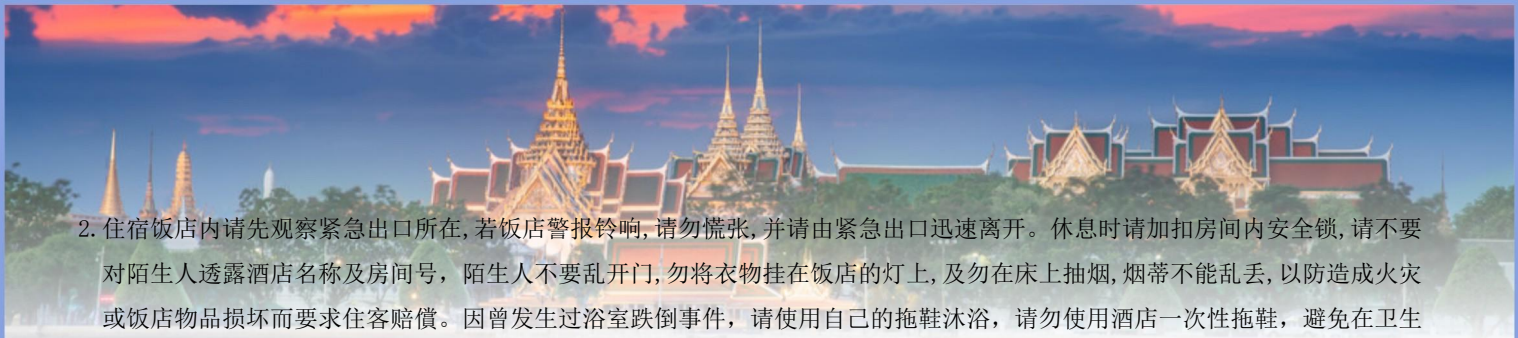 2. 住宿饭店内请先观察紧急出口所在,若饭店警报铃响,请勿慌张,并请由紧急出口迅速离开。休息时请加扣房间内安全锁,请不要
对陌生人透露酒店名称及房间号，陌生人不要乱开门,勿将衣物挂在饭店的灯上,及勿在床上抽烟,烟蒂不能乱丢,以防造成火灾
或饭店物品损坏而要求住客赔償。因曾发生过浴室跌倒事件，请使用自己的拖鞋沐浴，请勿使用酒店一次性拖鞋，避免在卫生